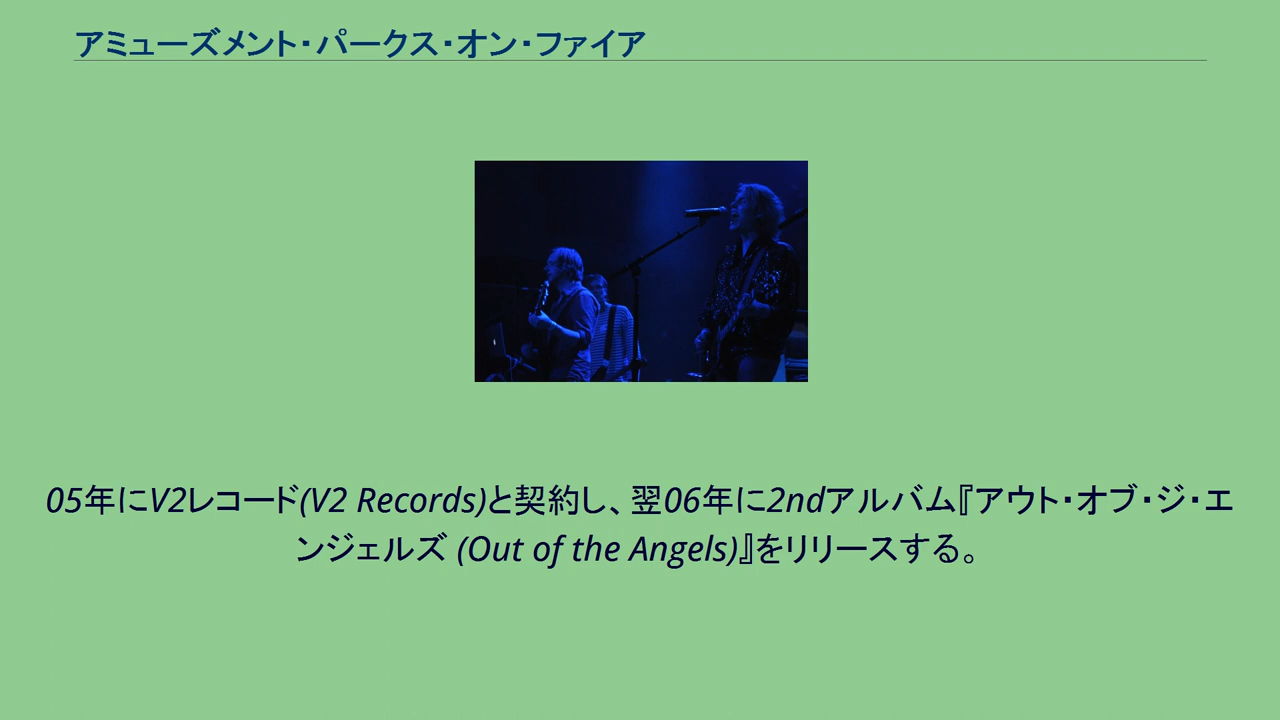 アミューズメント・パークス・オン・ファイア
05年にV2レコード(V2 Records)と契約し、翌06年に2ndアルバム『アウト・オブ・ジ・エ
ンジェルズ (Out of the Angels)』をリリースする。